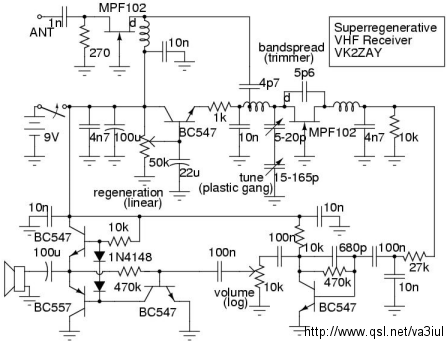 MPF102
Superregenerative
VHF Receiver
VK2ZAY
1n
d
ANT
10n
bandspread
(trimmer)
270
5p6
4p7
d
1k
BC547
MPF102
9V
4n7
100u
10n
5-20p
4n7
10k
50k
22u
tune
(plastic gang)
15-165p
regeneration
(linear)
10n
10n
BC547
10k
100n
10k
680p
100n
100u
1N4148
100n
27k
470k
470k
10n
BC557
volume
(log)
10k
BC547
BC547
http://www.qsl.net/va3iul